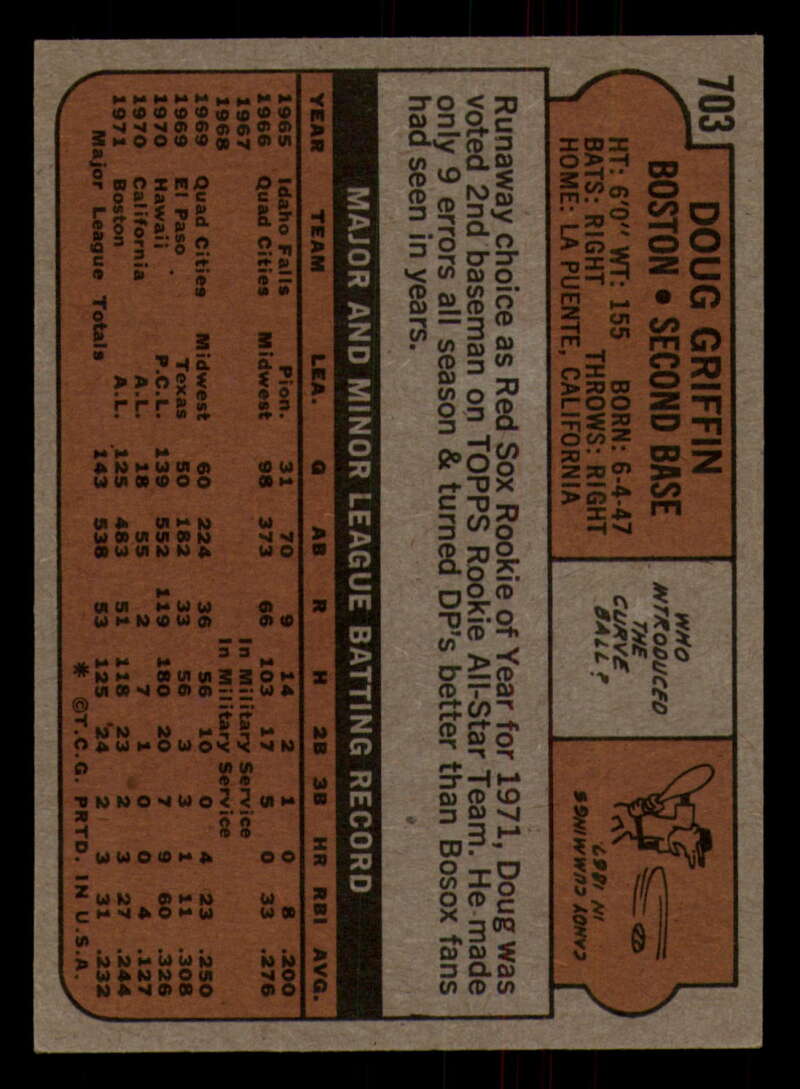 703
DOUG GRIFFIN
BOSTON • SECOND BASE
HT: 6'0" WT: 155 BORN: 6-4-47
BATS: RIGHT THROWS: RIGHT
HOME: LA PUENTE, CALIFORNIA
WHO
INTRODUCED
THE
CURVE
BALL?
CANDY CUMMINGS
IN 1867.
Runaway choice as Red Sox Rookie of Year for 1971, Doug was
voted 2nd baseman on TOPPS Rookie All-Star Team. He made
only 9 errors all season & turned DP's better than Bosox fans
had seen in years.
MAJOR AND MINOR LEAGUE BATTING RECORD
YEAR TEAM LEA. G AB R H 2B 3B HR RBI AVG.
1965 Idaho Falls Pion. 31 70 9 14 2 1 0 8 .200
1966 Quad Cities Midwest 98 373 66 103 17 5 0 33 .276
1967 In Military Service
1968 In Military Service
1969 Quad Cities Midwest 60 224 36 56 10 0 4 23 .250
1969 El Paso Texas 50 182 33 56 3 3 1 11 .308
1970 Hawaii P.C.L. 139 552 119 180 20 7 9 60 .326
1970 California A.L. 18 55 2 7 1 0 0 4 .127
1971 Boston A.L. 125 483 51 118 23 2 3 27 .244
Major League Totals 143 538 53 125 24 2 3 31 .232
* ©T.C.G. PRTD. IN U.S.A.